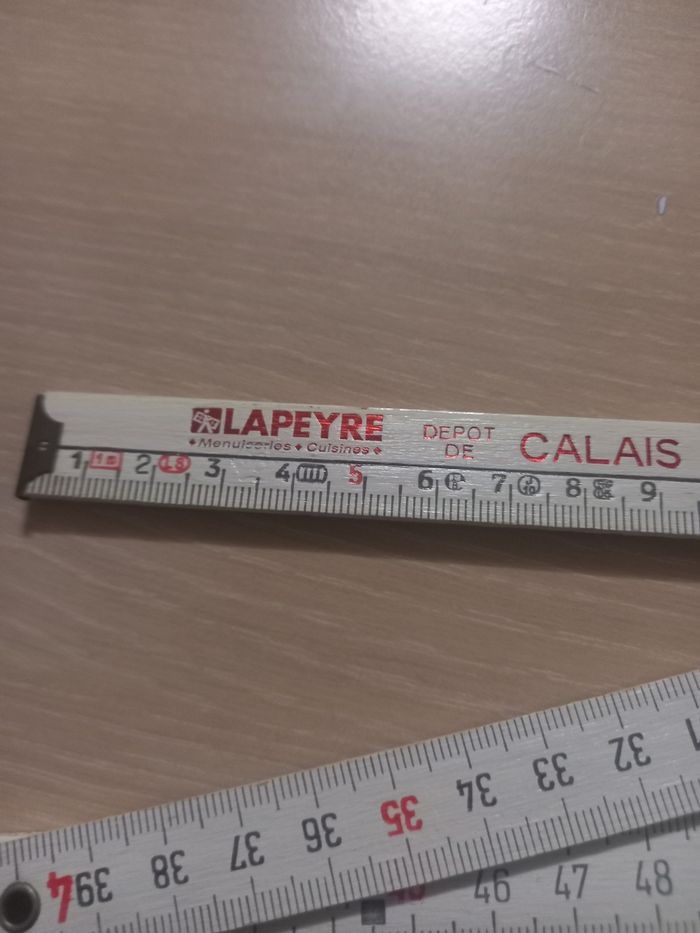 LAPEYRE
Menuiseries ♦ Cuisines
DEPOT
DE
CALAIS
1 1m 2 3 4 5 6 7 8 9
39 38 37 36 35 34 33 32
46 47 48